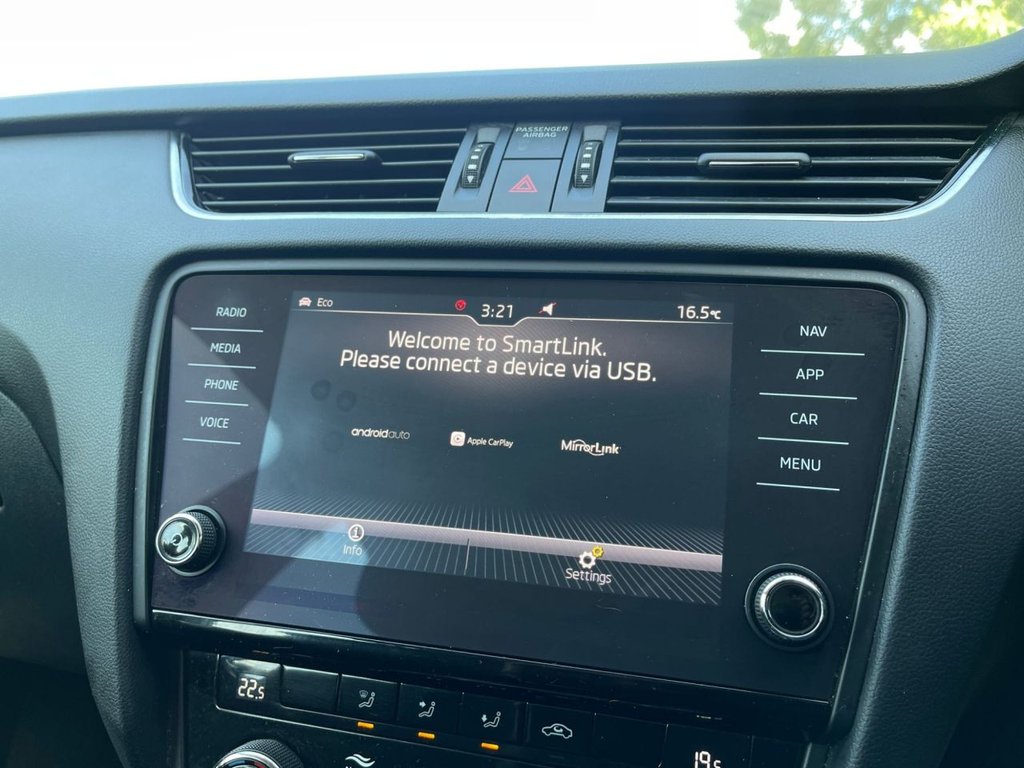 PASSENGER
AIRBAG
RADIO
MEDIA
PHONE
VOICE
Eco
3:21
16.5°C
Welcome to SmartLink.
Please connect a device via USB.
androidauto
Apple CarPlay
MirrorLink
Info
Settings
NAV
APP
CAR
MENU
22.5
19.5